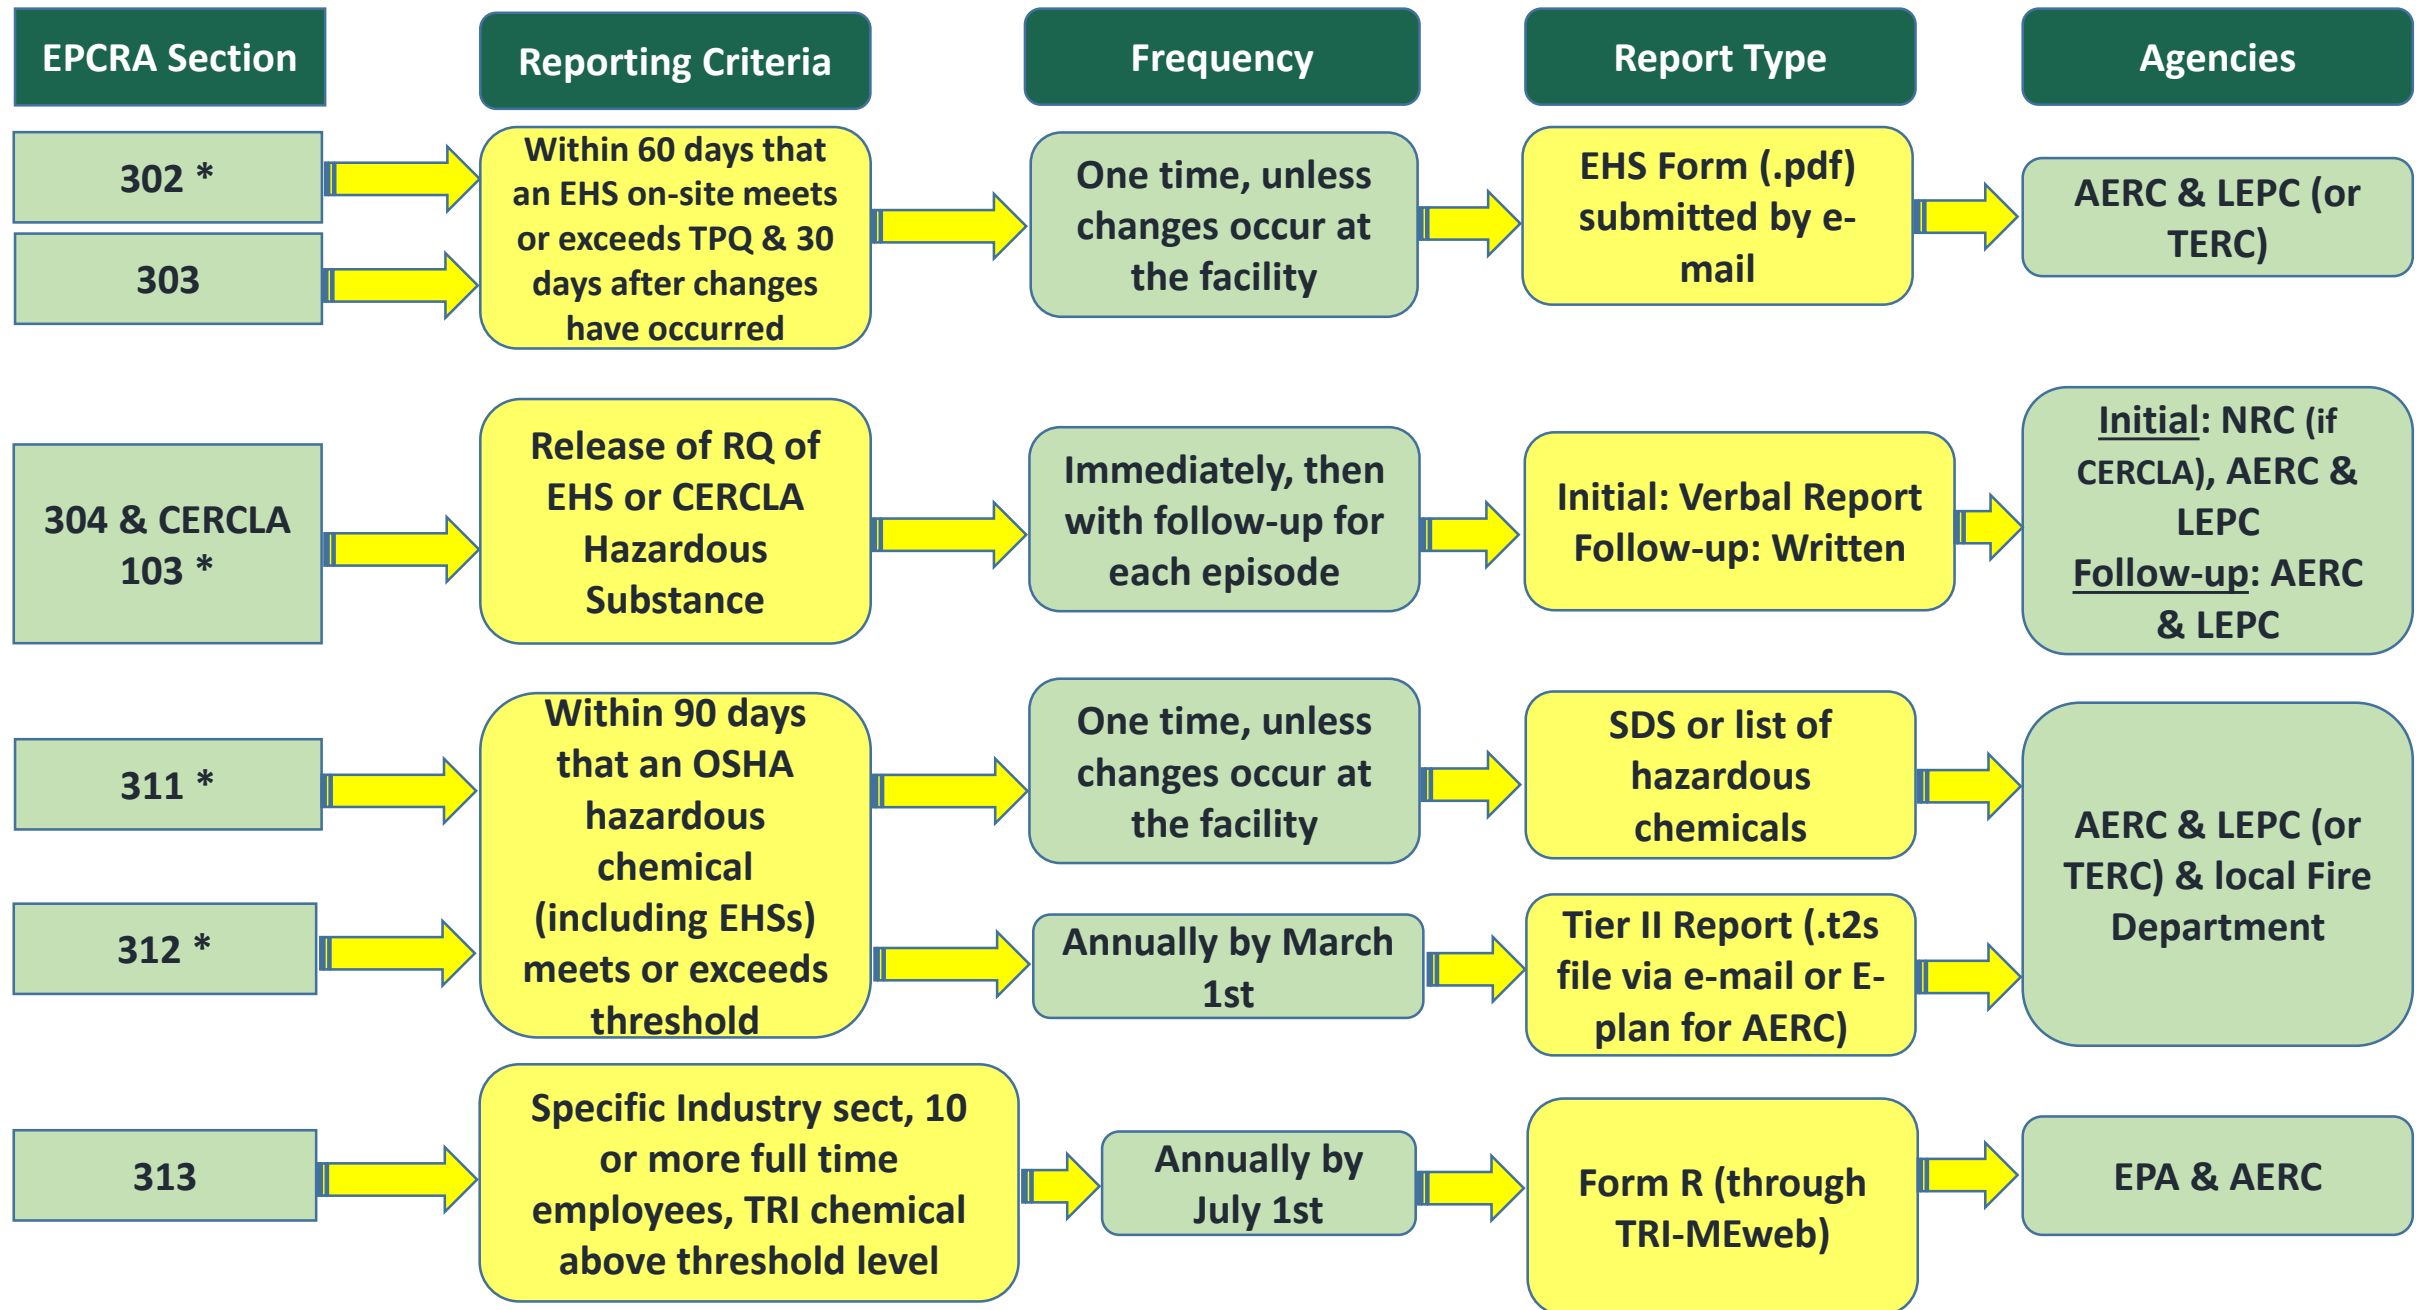 EPCRA Section
Reporting Criteria
Frequency
Report Type
Agencies
302 *
303
Within 60 days that
an EHS on-site meets
or exceeds TPQ & 30
days after changes
have occurred
One time, unless
changes occur at
the facility
EHS Form (.pdf)
submitted by e-
mail
AERC & LEPC (or
TERC)
304 & CERCLA
103 *
Release of RQ of
EHS or CERCLA
Hazardous
Substance
Immediately, then
with follow-up for
each episode
Initial: Verbal Report
Follow-up: Written
Initial: NRC (if
CERCLA), AERC &
LEPC
Follow-up: AERC
& LEPC
311 *
312 *
Within 90 days
that an OSHA
hazardous
chemical
(including EHSs)
meets or exceeds
threshold
One time, unless
changes occur at
the facility
SDS or list of
hazardous
chemicals
Annually by March
1st
Tier II Report (.t2s
file via e-mail or E-
plan for AERC)
AERC & LEPC (or
TERC) & local Fire
Department
313
Specific Industry sect, 10
or more full time
employees, TRI chemical
above threshold level
Annually by
July 1st
Form R (through
TRI-MEweb)
EPA & AERC